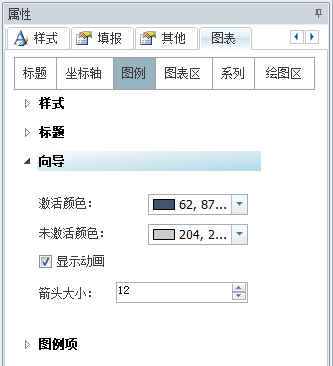 属性
样式 填报 其他 图表
标题 坐标轴 图例 图表区 系列 绘图区
样式
标题
向导
激活颜色： 62, 87...
未激活颜色： 204, 2...
显示动画
箭头大小： 12
图例项